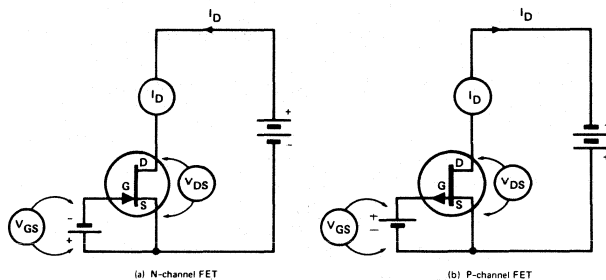 I_D
I_D
+
-
D
G
S
V_DS
V_GS
-
+
(a) N-channel FET
I_D
I_D
-
+
D
G
S
V_DS
V_GS
+
-
(b) P-channel FET